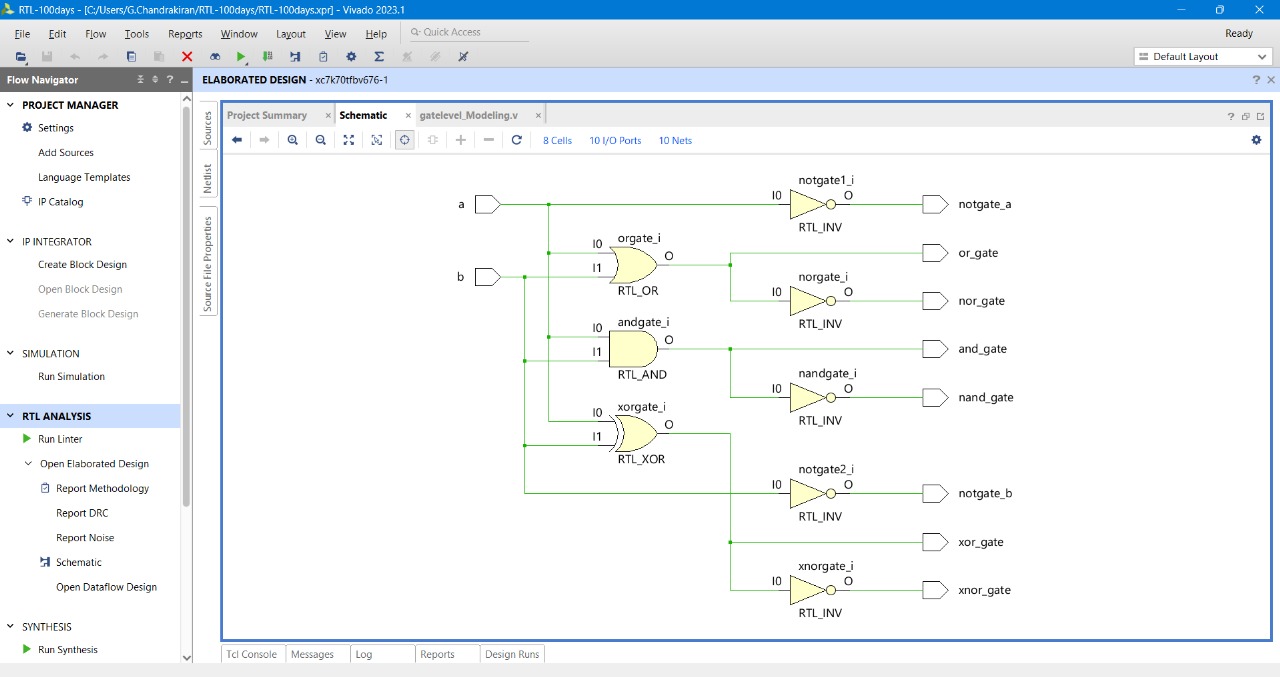 RTL-100days - [C:/Users/G.Chandrakiran/RTL-100days/RTL-100days.xpr] - Vivado 2023.1
File Edit Flow Tools Reports Window Layout View Help Quick Access Ready
Default Layout
Flow Navigator
ELABORATED DESIGN - xc7k70tfbv676-1
PROJECT MANAGER
Settings
Add Sources
Language Templates
IP Catalog
IP INTEGRATOR
Create Block Design
Open Block Design
Generate Block Design
SIMULATION
Run Simulation
RTL ANALYSIS
Run Linter
Open Elaborated Design
Report Methodology
Report DRC
Report Noise
Schematic
Open Dataflow Design
SYNTHESIS
Run Synthesis
Sources
Netlist
Source File Properties
Project Summary Schematic gatelevel_Modeling.v
8 Cells 10 I/O Ports 10 Nets
a
b
orgate_i
I0
I1
O
RTL_OR
andgate_i
I0
I1
O
RTL_AND
xorgate_i
I0
I1
O
RTL_XOR
notgate1_i
I0
O
RTL_INV
notgate_a
or_gate
norgate_i
I0
O
RTL_INV
nor_gate
and_gate
nandgate_i
I0
O
RTL_INV
nand_gate
notgate2_i
I0
O
RTL_INV
notgate_b
xor_gate
xnorgate_i
I0
O
RTL_INV
xnor_gate
Tcl Console Messages Log Reports Design Runs